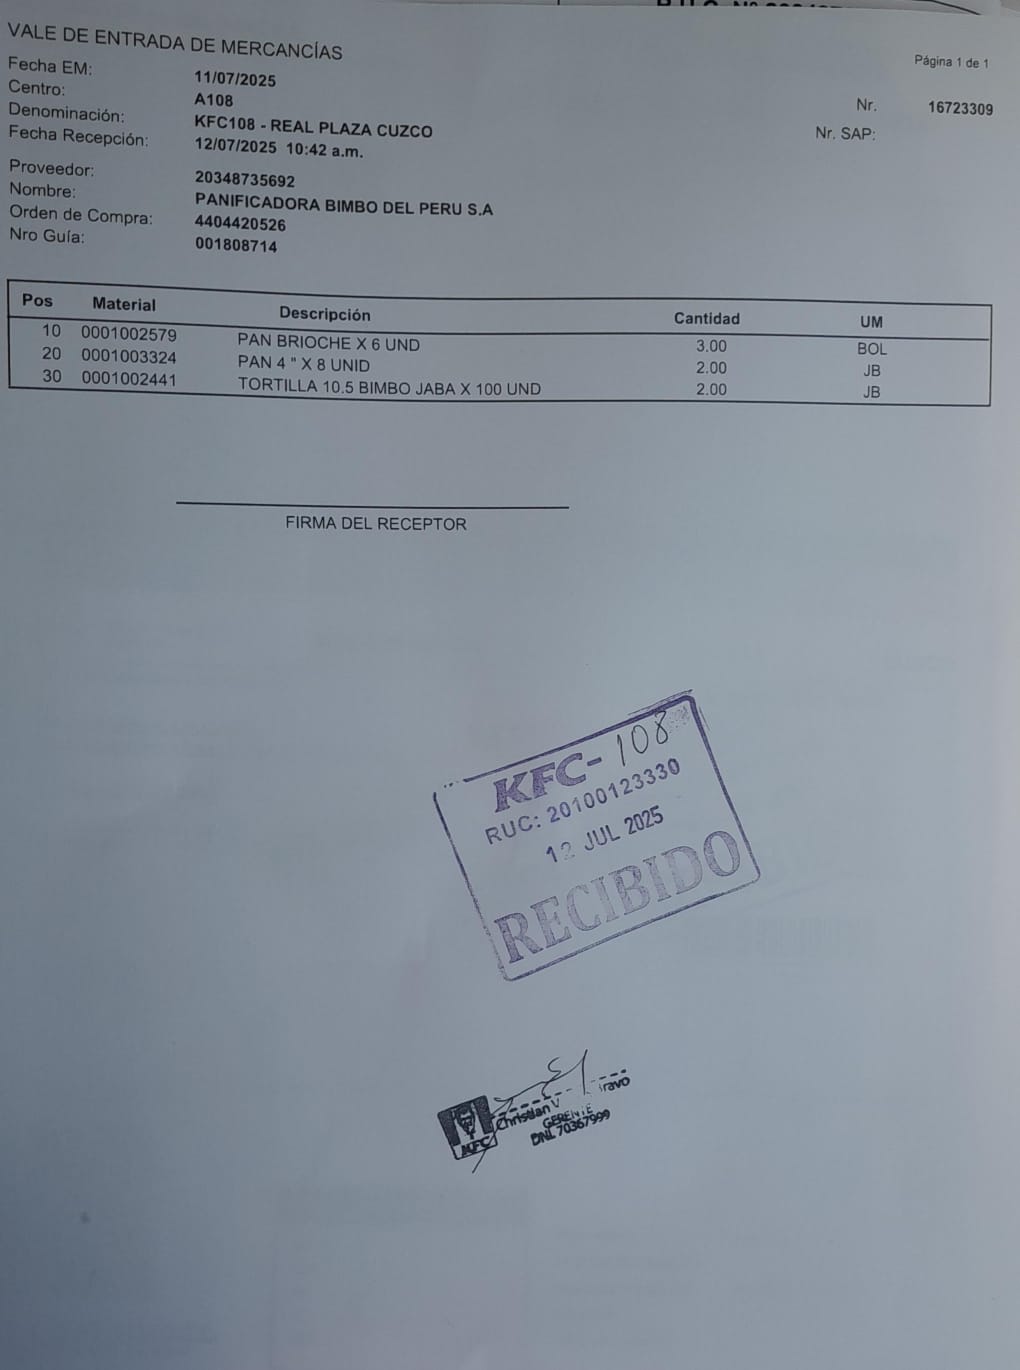 VALE DE ENTRADA DE MERCANCÍAS
Página 1 de 1
Fecha EM: 11/07/2025
Centro: A108
Nr. 16723309
Denominación: KFC108 - REAL PLAZA CUZCO
Nr. SAP:
Fecha Recepción: 12/07/2025 10:42 a.m.
Proveedor: 20348735692
Nombre: PANIFICADORA BIMBO DEL PERU S.A
Orden de Compra: 4404420526
Nro Guía: 001808714
Pos Material Descripción Cantidad UM
10 0001002579 PAN BRIOCHE X 6 UND 3.00 BOL
20 0001003324 PAN 4 " X 8 UNID 2.00 JB
30 0001002441 TORTILLA 10.5 BIMBO JABA X 100 UND 2.00 JB
FIRMA DEL RECEPTOR
KFC- 108
RUC: 20100123330
12 JUL 2025
RECIBIDO
KFC
Christian V
GERENTE
DNI. 70367999